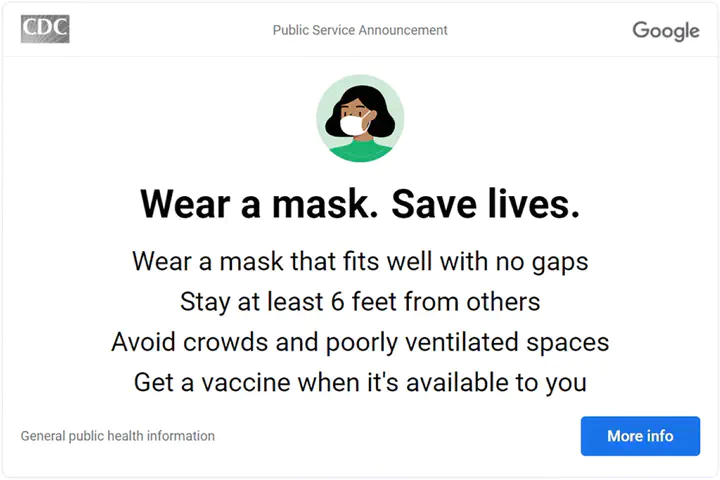 CDC
Public Service Announcement
Google
Wear a mask. Save lives.
Wear a mask that fits well with no gaps
Stay at least 6 feet from others
Avoid crowds and poorly ventilated spaces
Get a vaccine when it's available to you
General public health information
More info